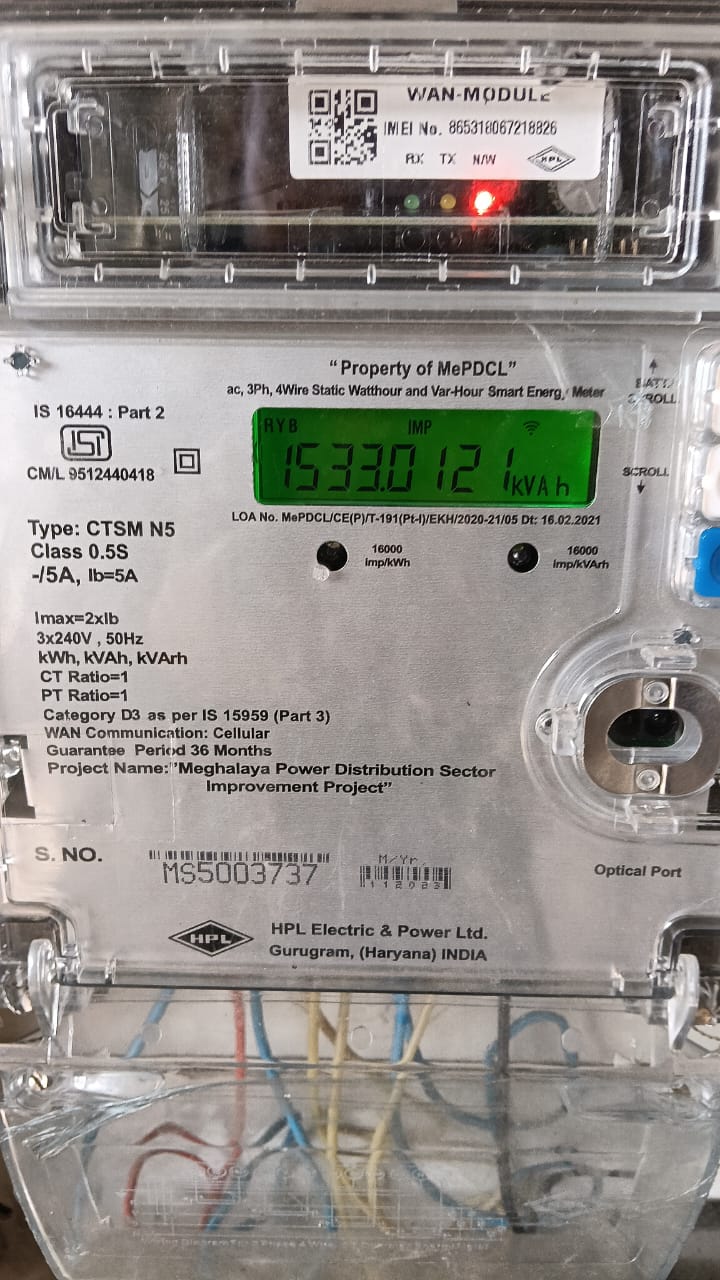 WAN-MODULE
IMEI No. 865318067218826
RX TX N/W
HPL
"Property of MePDCL"
ac, 3Ph, 4Wire Static Watthour and Var-Hour Smart Energy Meter
IS 16444 : Part 2
ISI
CM/L 9512440418
BATT/
SCROLL
RYB IMP
1533.0121 kVAh
SCROLL
LOA No. MePDCL/CE(P)/T-191(Pt-I)/EKH/2020-21/05 Dt: 16.02.2021
16000
imp/kWh
16000
imp/kVArh
Type: CTSM N5
Class 0.5S
-/5A, Ib=5A
Imax=2xIb
3x240V , 50Hz
kWh, kVAh, kVArh
CT Ratio=1
PT Ratio=1
Category D3 as per IS 15959 (Part 3)
WAN Communication: Cellular
Guarantee Period 36 Months
Project Name:"Meghalaya Power Distribution Sector
Improvement Project"
S. NO.
MS5003737
M/Yr.
112023
Optical Port
HPL
HPL Electric & Power Ltd.
Gurugram, (Haryana) INDIA